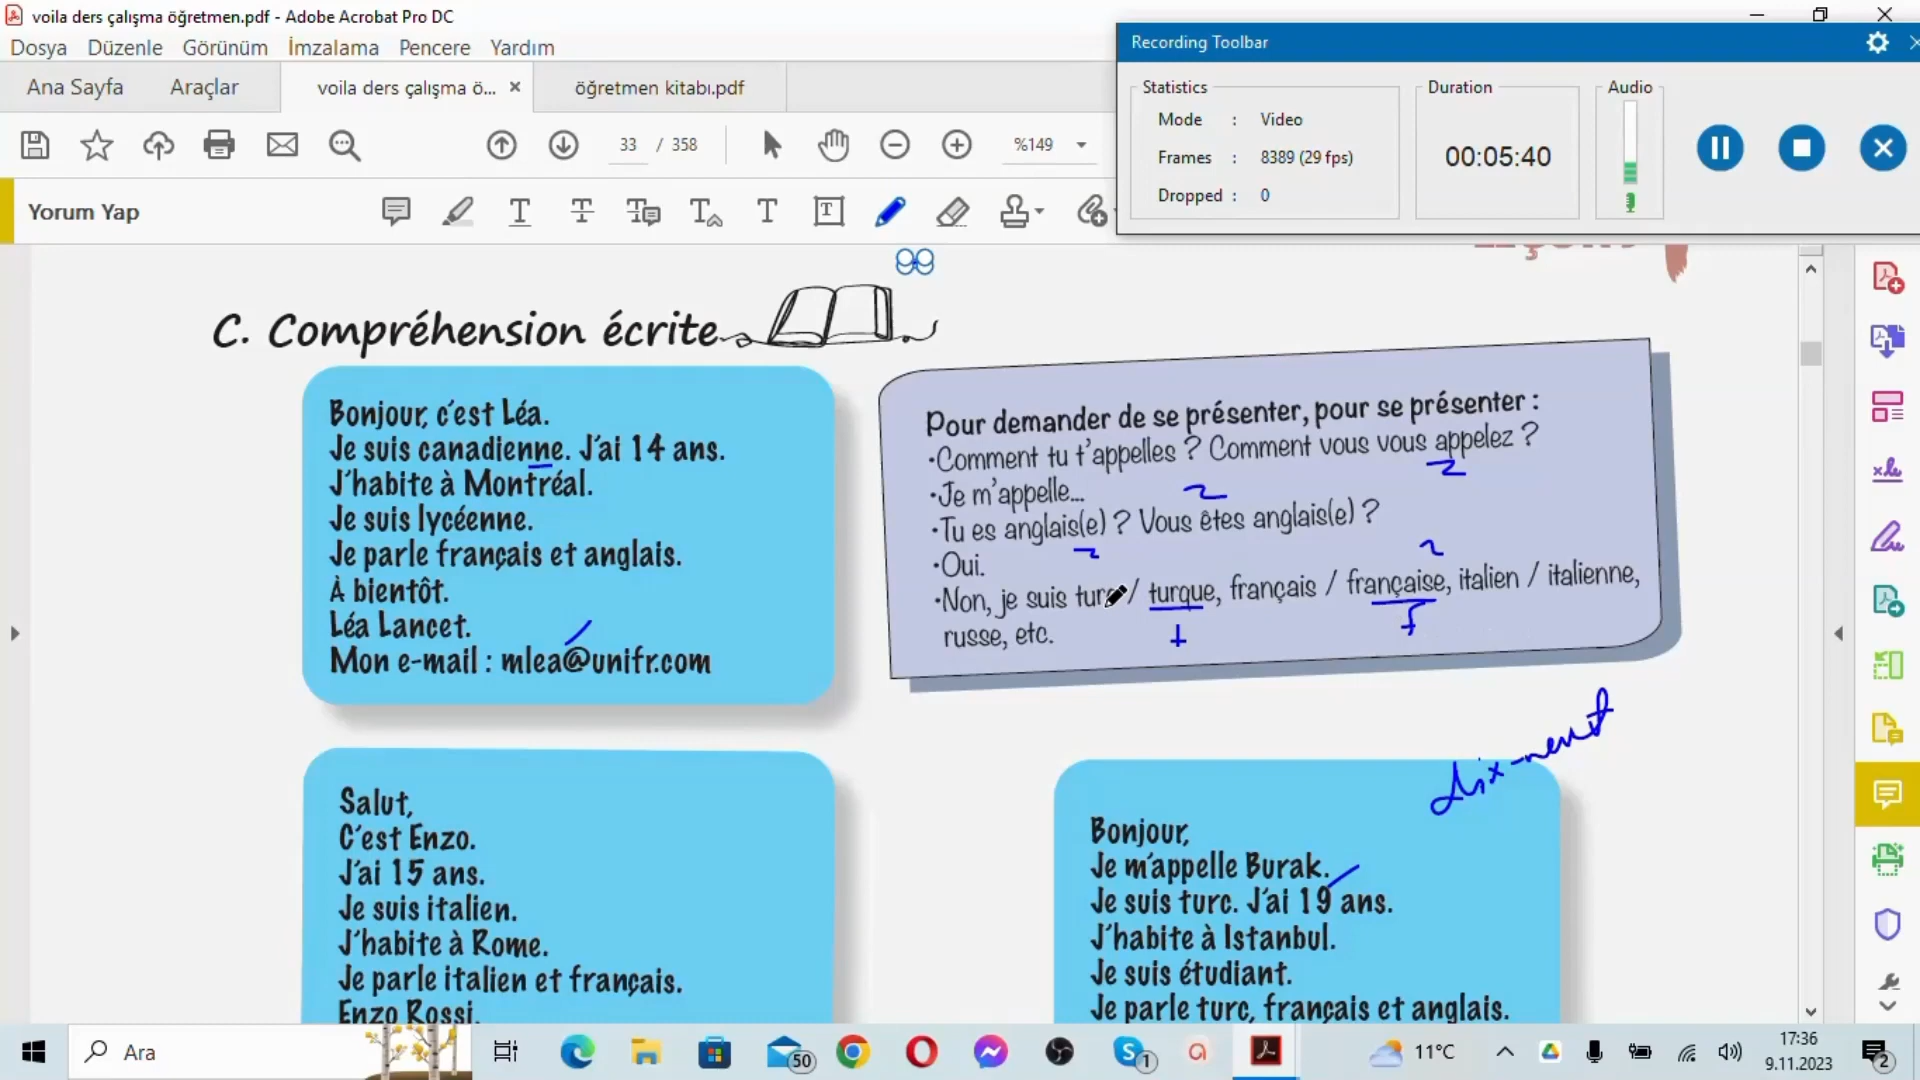 voila ders çalışma öğretmen.pdf - Adobe Acrobat Pro DC
Dosya Düzenle Görünüm İmzalama Pencere Yardım
Ana Sayfa Araçlar voila ders çalışma ö... öğretmen kitabı.pdf
33 / 358 %149
Yorum Yap
Recording Toolbar
Statistics
Mode : Video
Frames : 8389 (29 fps)
Dropped : 0
Duration
00:05:40
Audio
C. Compréhension écrite
Bonjour, c'est Léa.
Je suis canadienne. J'ai 14 ans.
J'habite à Montréal.
Je suis lycéenne.
Je parle français et anglais.
À bientôt.
Léa Lancet.
Mon e-mail : mlea@unifr.com
Pour demander de se présenter, pour se présenter :
•Comment tu t'appelles ? Comment vous vous appelez ?
•Je m'appelle...
•Tu es anglais(e) ? Vous êtes anglais(e) ?
•Oui.
•Non, je suis turc / turque, français / française, italien / italienne,
russe, etc.
Salut,
C'est Enzo.
J'ai 15 ans.
Je suis italien.
J'habite à Rome.
Je parle italien et français.
Enzo Rossi.
dix-neuf
Bonjour,
Je m'appelle Burak.
Je suis turc. J'ai 19 ans.
J'habite à Istanbul.
Je suis étudiant.
Je parle turc, français et anglais.
Ara
50
1
11°C
17:36
9.11.2023
2